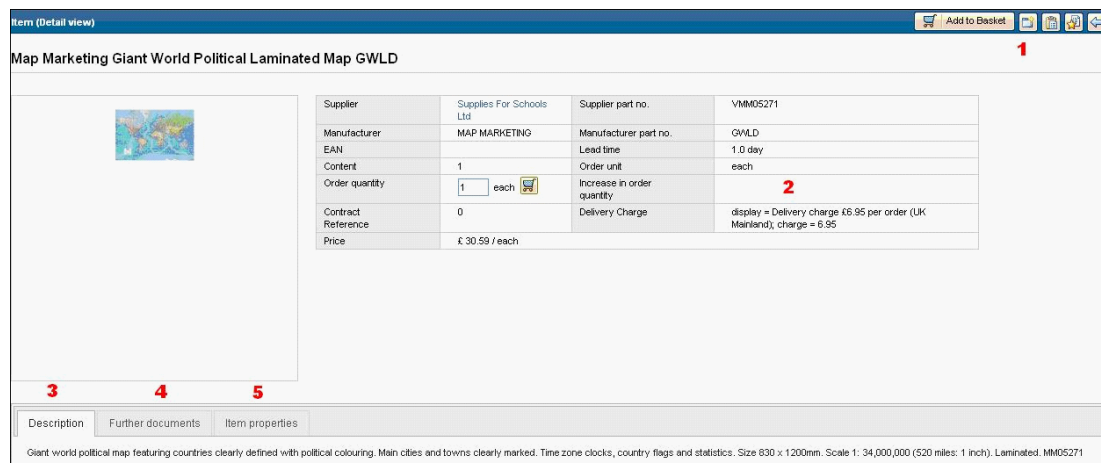 Item (Detail view)
Add to Basket
1
Map Marketing Giant World Political Laminated Map GWLD
Supplier
Supplies For Schools
Ltd
Supplier part no.
VMM05271
Manufacturer
MAP MARKETING
Manufacturer part no.
GWLD
EAN
Lead time
1.0 day
Content
1
Order unit
each
Order quantity
1
each
Increase in order
quantity
2
Contract
Reference
0
Delivery Charge
display = Delivery charge £6.95 per order (UK
Mainland); charge = 6.95
Price
£ 30.59 / each
3
4
5
Description
Further documents
Item properties
Giant world political map featuring countries clearly defined with political colouring. Main cities and towns clearly marked. Time zone clocks, country flags and statistics. Size 830 x 1200mm. Scale 1: 34,000,000 (520 miles: 1 inch). Laminated. MM05271